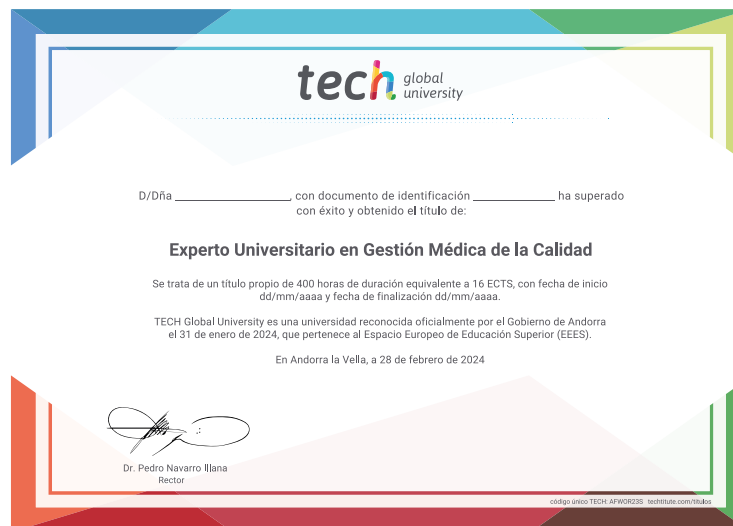 tech global university
D/Dña ____________________, con documento de identificación ______________ ha superado
con éxito y obtenido el título de:
Experto Universitario en Gestión Médica de la Calidad
Se trata de un título propio de 400 horas de duración equivalente a 16 ECTS, con fecha de inicio
dd/mm/aaaa y fecha de finalización dd/mm/aaaa.
TECH Global University es una universidad reconocida oficialmente por el Gobierno de Andorra
el 31 de enero de 2024, que pertenece al Espacio Europeo de Educación Superior (EEES).
En Andorra la Vella, a 28 de febrero de 2024
Dr. Pedro Navarro Illana
Rector
código único TECH: AFWOR23S techtitute.com/titulos